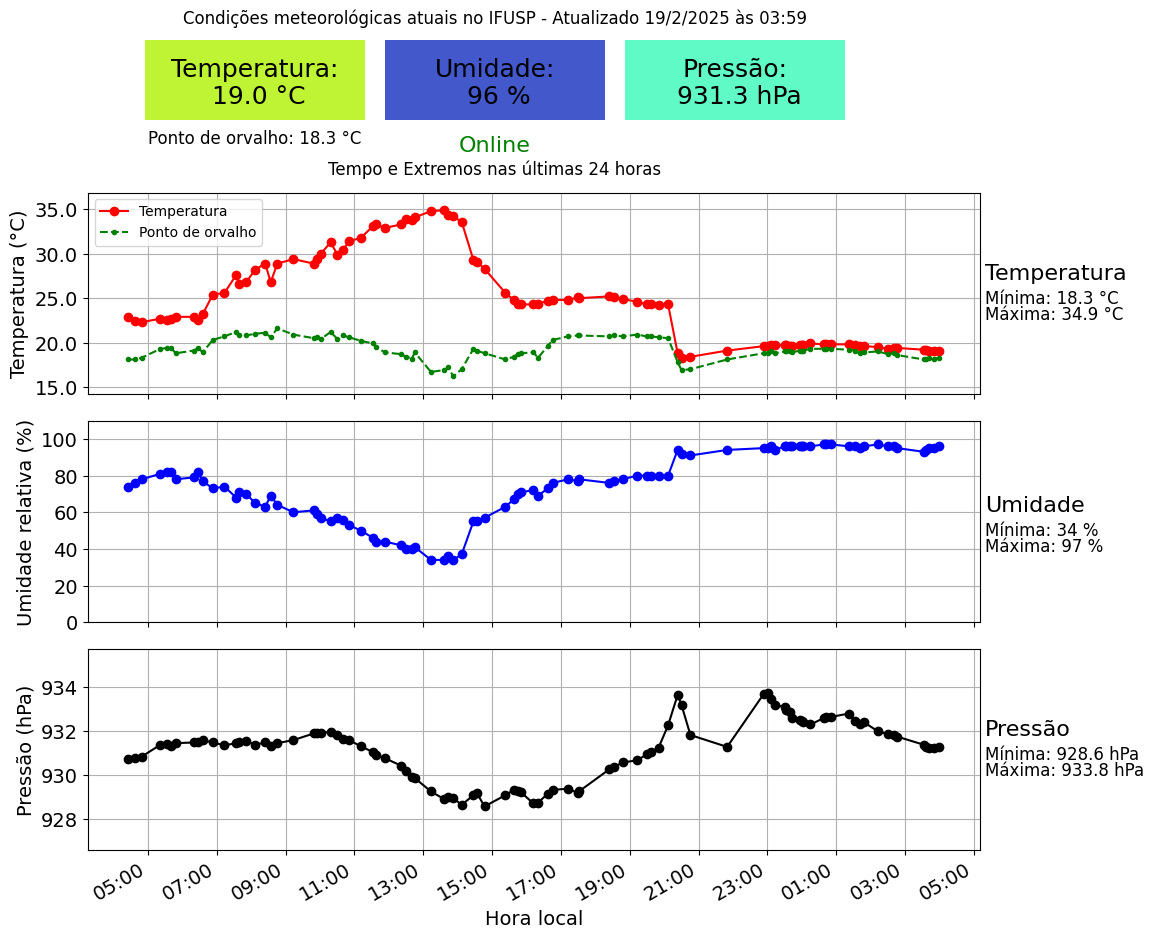 Condições meteorológicas atuais no IFUSP - Atualizado 19/2/2025 às 03:59
Temperatura:
19.0 °C
Umidade:
96 %
Pressão:
931.3 hPa
Ponto de orvalho: 18.3 °C
Online
Tempo e Extremos nas últimas 24 horas
Temperatura (°C)
35.0
30.0
25.0
20.0
15.0
Temperatura
Ponto de orvalho
Temperatura
Mínima: 18.3 °C
Máxima: 34.9 °C
Umidade relativa (%)
100
80
60
40
20
0
Umidade
Mínima: 34 %
Máxima: 97 %
Pressão (hPa)
934
932
930
928
Pressão
Mínima: 928.6 hPa
Máxima: 933.8 hPa
05:00
07:00
09:00
11:00
13:00
15:00
17:00
19:00
21:00
23:00
01:00
03:00
05:00
Hora local